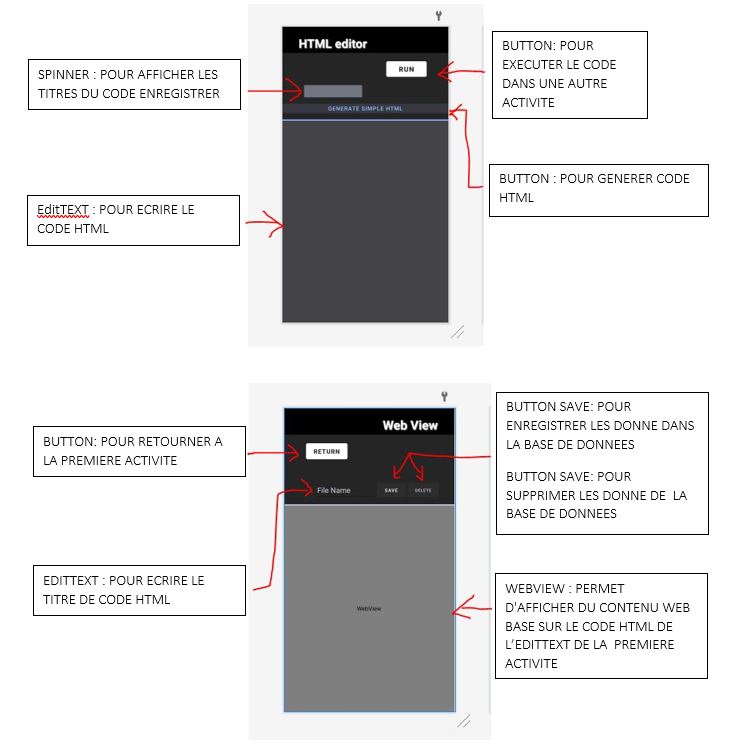 HTML editor
RUN
GENERATE SIMPLE HTML
BUTTON: POUR
EXECUTER LE CODE
DANS UNE AUTRE
ACTIVITE
SPINNER : POUR AFFICHER LES
TITRES DU CODE ENREGISTRER
BUTTON : POUR GENERER CODE
HTML
EditTEXT : POUR ECRIRE LE
CODE HTML
Web View
RETURN
File Name
SAVE
DELETE
WebView
BUTTON SAVE: POUR
ENREGISTRER LES DONNE DANS
LA BASE DE DONNEES
BUTTON SAVE: POUR
SUPPRIMER LES DONNE DE LA
BASE DE DONNEES
BUTTON: POUR RETOURNER A
LA PREMIERE ACTIVITE
EDITTEXT : POUR ECRIRE LE
TITRE DE CODE HTML
WEBVIEW : PERMET
D'AFFICHER DU CONTENU WEB
BASE SUR LE CODE HTML DE
L’EDITTEXT DE LA PREMIERE
ACTIVITE